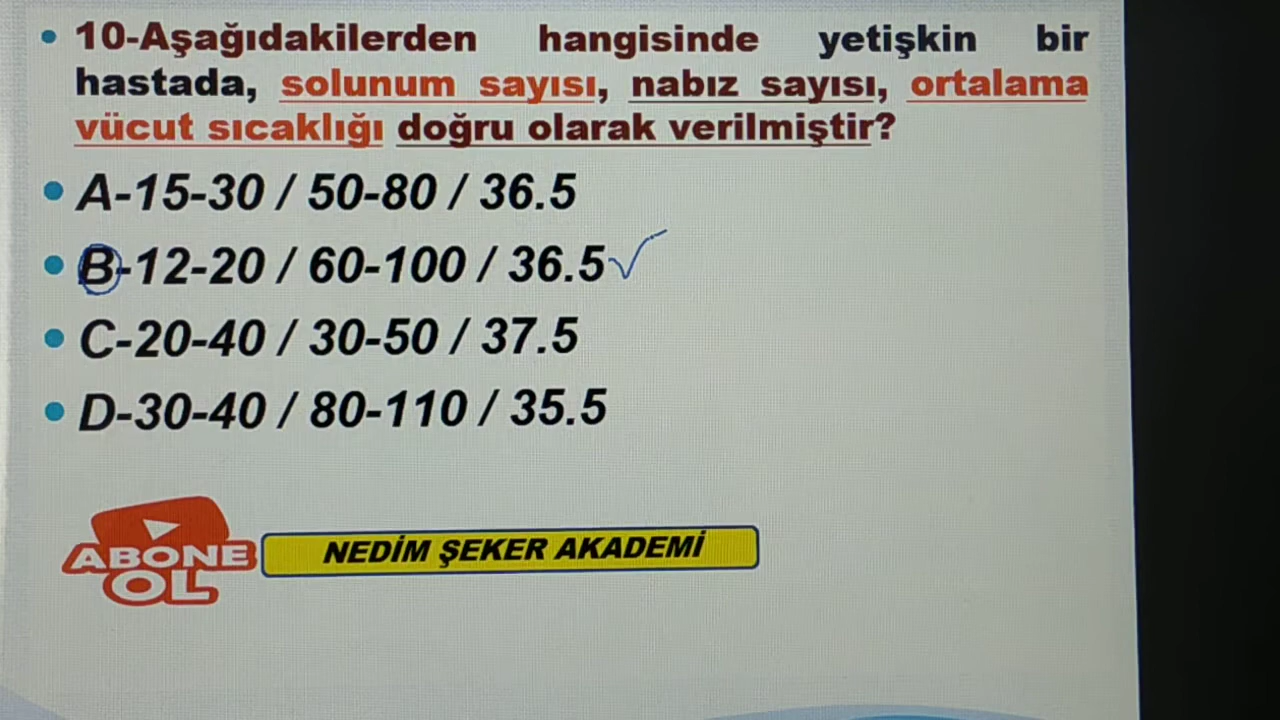 • 10-Aşağıdakilerden hangisinde yetişkin bir
hastada, solunum sayısı, nabız sayısı, ortalama
vücut sıcaklığı doğru olarak verilmiştir?
• A-15-30 / 50-80 / 36.5
• B-12-20 / 60-100 / 36.5✓
• C-20-40 / 30-50 / 37.5
• D-30-40 / 80-110 / 35.5
ABONE
OL
NEDİM ŞEKER AKADEMİ